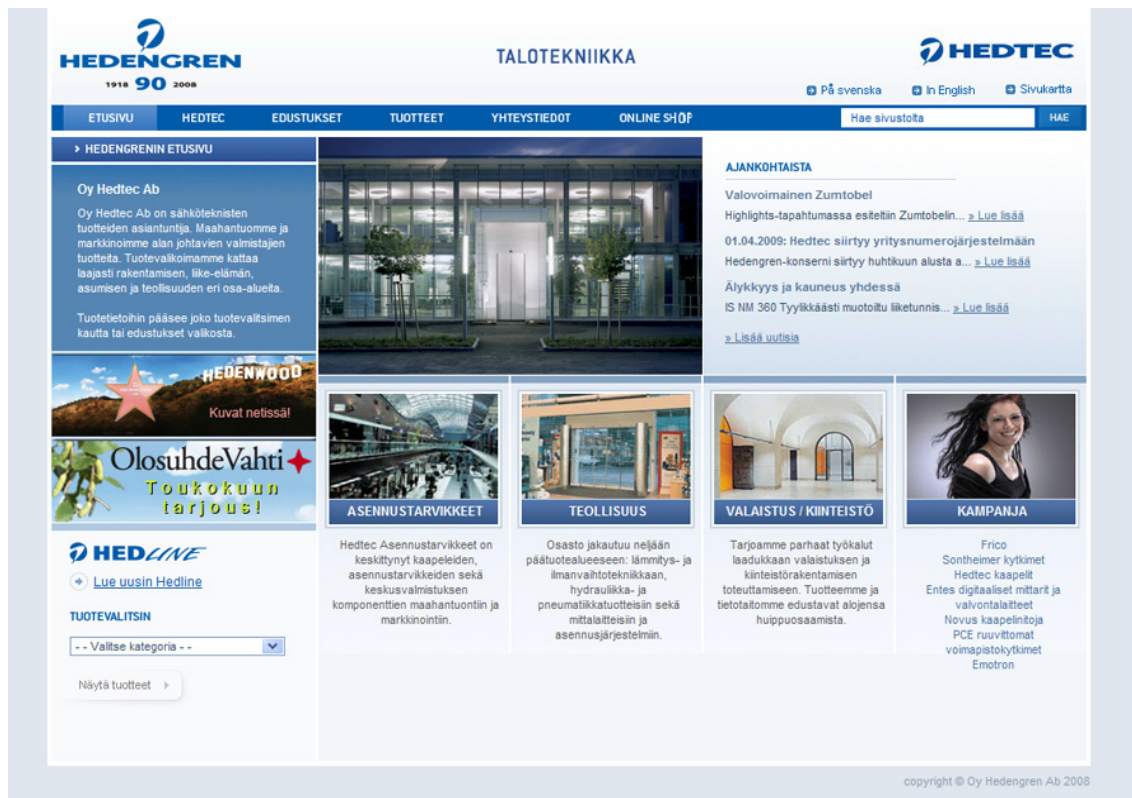 HEDENGREN
1918 90 2008
TALOTEKNIIKKA
HEDTEC
På svenska
In English
Sivukartta
ETUSIVU
HEDTEC
EDUSTUKSET
TUOTTEET
YHTEYSTIEDOT
ONLINE SHOP
Hae sivustolta
HAE
HEDENGRENIN ETUSIVU
Oy Hedtec Ab
Oy Hedtec Ab on sähköteknisten
tuotteiden asiantuntija. Maahantuomme ja
markkinoimme alan johtavien valmistajien
tuotteita. Tuotevalikoimamme kattaa
laajasti rakentamisen, liike-elämän,
asumisen ja teollisuuden eri osa-alueita.
Tuotetietoihin pääsee joko tuotevalitsimen
kautta tai edustukset valikosta.
HEDENWOOD
Kuvat netissä!
OlosuhdeVahti
Toukokuun
tarjous!
HEDLINE
Lue uusin Hedline
TUOTEVALITSIN
- - Valitse kategoria - -
Näytä tuotteet
AJANKOHTAISTA
Valovoimainen Zumtobel
Highlights-tapahtumassa esiteltiin Zumtobelin... » Lue lisää
01.04.2009: Hedtec siirtyy yritysnumerojärjestelmään
Hedengren-konserni siirtyy huhtikuun alusta a... » Lue lisää
Älykkyys ja kauneus yhdessä
IS NM 360 Tyylikkäästi muotoiltu liiketunnis... » Lue lisää
» Lisää uutisia
ASENNUSTARVIKKEET
Hedtec Asennustarvikkeet on
keskittynyt kaapeleiden,
asennustarvikkeiden sekä
keskusvalmistuksen
komponenttien maahantuontiin ja
markkinointiin.
TEOLLISUUS
Osasto jakautuu neljään
päätuotealueeseen: lämmitys- ja
ilmanvaihtotekniikkaan,
hydrauliikka- ja
pneumatiikkatuotteisiin sekä
mittalaitteisiin ja
asennusjärjestelmiin.
VALAISTUS / KIINTEISTÖ
Tarjoamme parhaat työkalut
laadukkaan valaistuksen ja
kiinteistörakentamisen
toteuttamiseen. Tuotteemme ja
tietotaitomme edustavat alojensa
huippuosaamista.
KAMPANJA
Frico
Sontheimer kytkimet
Hedtec kaapelit
Entes digitaaliset mittarit ja
valvontalaitteet
Novus kaapelinitoja
PCE ruuvittomat
voimapistokytkimet
Emotron
copyright © Oy Hedengren Ab 2008